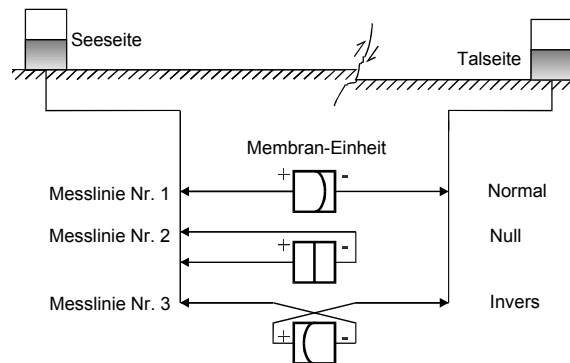 Seeseite
Talseite
Membran-Einheit
Messlinie Nr. 1 + - Normal
Messlinie Nr. 2 + - Null
Messlinie Nr. 3 + - Invers